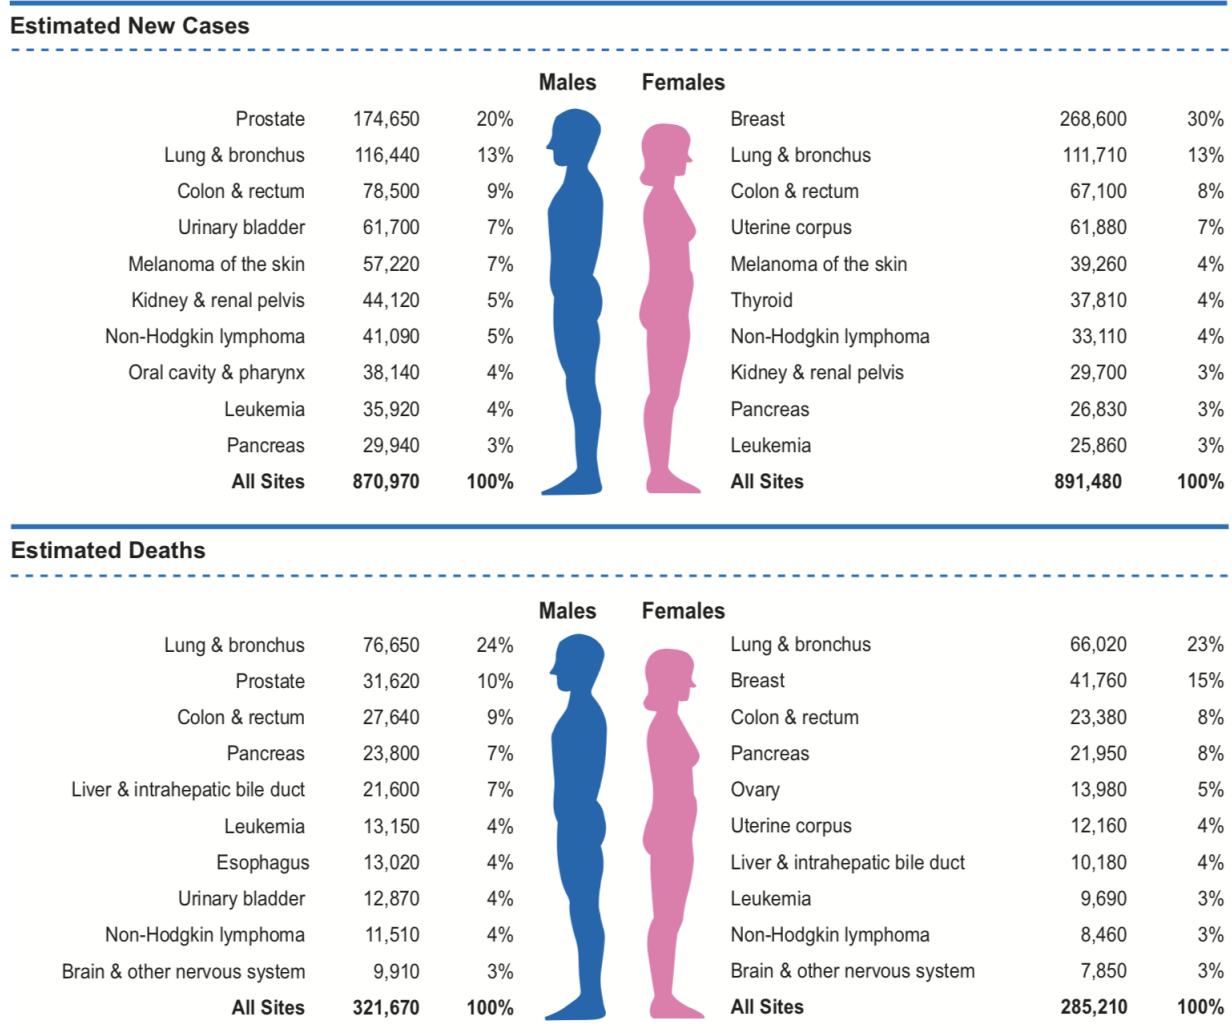 Estimated New Cases
Males Females
Prostate 174,650 20% Breast 268,600 30%
Lung & bronchus 116,440 13% Lung & bronchus 111,710 13%
Colon & rectum 78,500 9% Colon & rectum 67,100 8%
Urinary bladder 61,700 7% Uterine corpus 61,880 7%
Melanoma of the skin 57,220 7% Melanoma of the skin 39,260 4%
Kidney & renal pelvis 44,120 5% Thyroid 37,810 4%
Non-Hodgkin lymphoma 41,090 5% Non-Hodgkin lymphoma 33,110 4%
Oral cavity & pharynx 38,140 4% Kidney & renal pelvis 29,700 3%
Leukemia 35,920 4% Pancreas 26,830 3%
Pancreas 29,940 3% Leukemia 25,860 3%
All Sites 870,970 100% All Sites 891,480 100%
Estimated Deaths
Males Females
Lung & bronchus 76,650 24% Lung & bronchus 66,020 23%
Prostate 31,620 10% Breast 41,760 15%
Colon & rectum 27,640 9% Colon & rectum 23,380 8%
Pancreas 23,800 7% Pancreas 21,950 8%
Liver & intrahepatic bile duct 21,600 7% Ovary 13,980 5%
Leukemia 13,150 4% Uterine corpus 12,160 4%
Esophagus 13,020 4% Liver & intrahepatic bile duct 10,180 4%
Urinary bladder 12,870 4% Leukemia 9,690 3%
Non-Hodgkin lymphoma 11,510 4% Non-Hodgkin lymphoma 8,460 3%
Brain & other nervous system 9,910 3% Brain & other nervous system 7,850 3%
All Sites 321,670 100% All Sites 285,210 100%